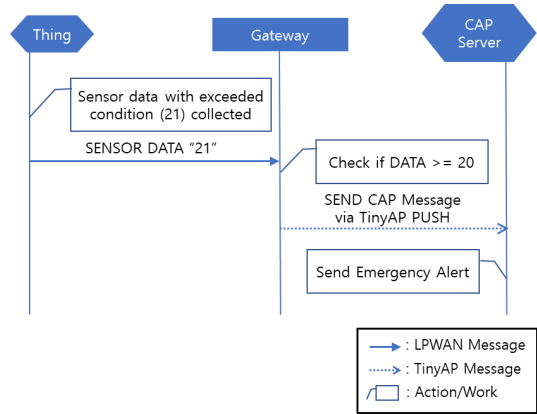 Thing
Gateway
CAP
Server
Sensor data with exceeded
condition (21) collected
SENSOR DATA “21”
Check if DATA >= 20
SEND CAP Message
via TinyAP PUSH
Send Emergency Alert
: LPWAN Message
: TinyAP Message
: Action/Work